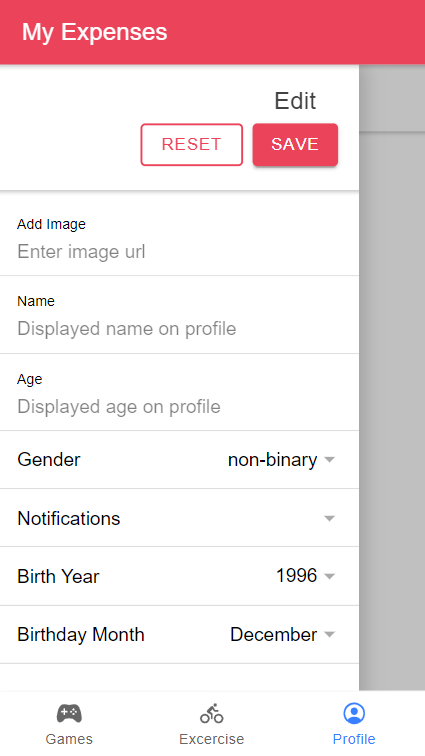 My Expenses
Edit
RESET SAVE
Add Image
Enter image url
Name
Displayed name on profile
Age
Displayed age on profile
Gender non-binary
Notifications
Birth Year 1996
Birthday Month December
Games Excercise Profile